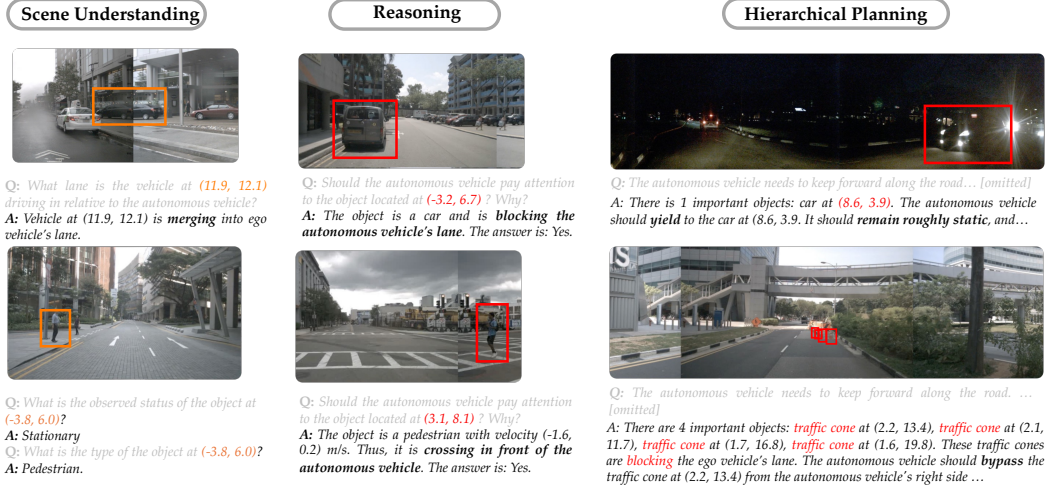 Scene Understanding
Q: What lane is the vehicle at (11.9, 12.1)
driving in relative to the autonomous vehicle?
A: Vehicle at (11.9, 12.1) is merging into ego
vehicle's lane.
Q: What is the observed status of the object at
(-3.8, 6.0)?
A: Stationary
Q: What is the type of the object at (-3.8, 6.0)?
A: Pedestrian.
Reasoning
Q: Should the autonomous vehicle pay attention
to the object located at (-3.2, 6.7) ? Why?
A: The object is a car and is blocking the
autonomous vehicle's lane. The answer is: Yes.
Q: Should the autonomous vehicle pay attention
to the object located at (3.1, 8.1) ? Why?
A: The object is a pedestrian with velocity (-1.6,
0.2) m/s. Thus, it is crossing in front of the
autonomous vehicle. The answer is: Yes.
Hierarchical Planning
Q: The autonomous vehicle needs to keep forward along the road… [omitted]
A: There is 1 important objects: car at (8.6, 3.9). The autonomous vehicle
should yield to the car at (8.6, 3.9. It should remain roughly static, and…
Q: The autonomous vehicle needs to keep forward along the road. …
[omitted]
A: There are 4 important objects: traffic cone at (2.2, 13.4), traffic cone at (2.1,
11.7), traffic cone at (1.7, 16.8), traffic cone at (1.6, 19.8). These traffic cones
are blocking the ego vehicle's lane. The autonomous vehicle should bypass the
traffic cone at (2.2, 13.4) from the autonomous vehicle's right side …